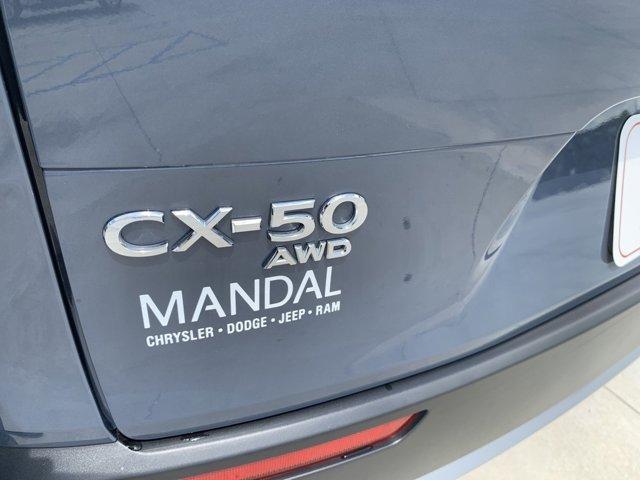 CX-50
AWD
MANDAL
CHRYSLER • DODGE • JEEP • RAM